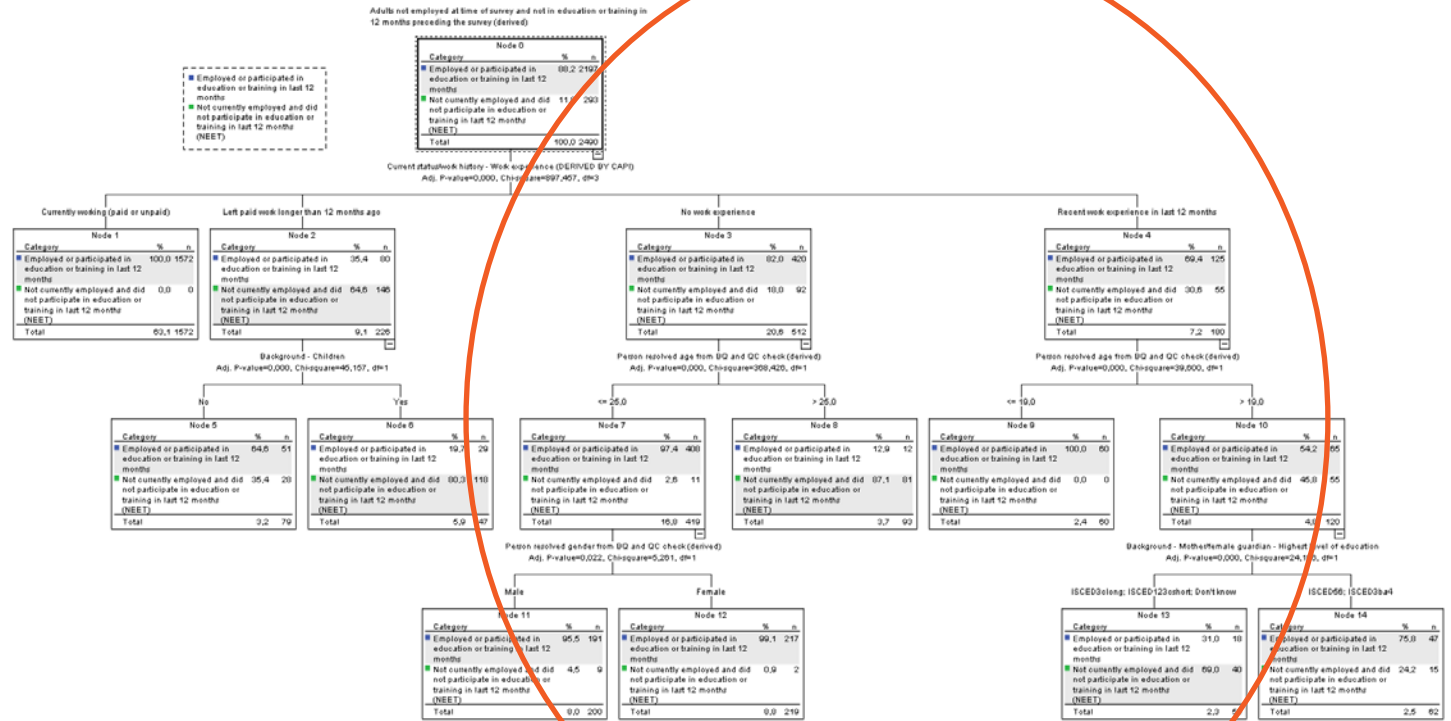 Adults not employed at time of survey and not in education or training in
12 months preceding the survey (derived)
Employed or participated in
education or training in last 12
months
Not currently employed and did
not participate in education or
training in last 12 months
(NEET)
Node 0
Category % n
Employed or participated in 88,2 2197
education or training in last 12
months
Not currently employed and did 293
not participate in education or
training in last 12 months
(NEET)
Total 100,0 2490
Current status/work history - Work experience (DERIVED BY CAPI)
Adj. P-value=0,000, Chi-square=897,467, df=3
Currently working (paid or unpaid)
Node 1
Category % n
Employed or participated in 100,0 1572
education or training in last 12
months
Not currently employed and did 0,0 0
not participate in education or
training in last 12 months
(NEET)
Total 63,1 1572
Left paid work longer than 12 months ago
Node 2
Category % n
Employed or participated in 35,4 80
education or training in last 12
months
Not currently employed and did 64,6 146
not participate in education or
training in last 12 months
(NEET)
Total 9,1 226
No work experience
Node 3
Category % n
Employed or participated in 82,0 420
education or training in last 12
months
Not currently employed and did 18,0 92
not participate in education or
training in last 12 months
(NEET)
Total 20,6 512
Recent work experience in last 12 months
Node 4
Category % n
Employed or participated in 69,4 125
education or training in last 12
months
Not currently employed and did 30,6 55
not participate in education or
training in last 12 months
(NEET)
Total 7,2 180
Background - Children
Adj. P-value=0,000, Chi-square=45,157, df=1
Person resolved age from BQ and QC check (derived)
Adj. P-value=0,000, Chi-square=368,426, df=1
Person resolved age from BQ and QC check (derived)
Adj. P-value=0,000, Chi-square=39,600, df=1
No
Node 5
Category % n
Employed or participated in 64,6 51
education or training in last 12
months
Not currently employed and did 35,4 28
not participate in education or
training in last 12 months
(NEET)
Total 3,2 79
Yes
Node 6
Category % n
Employed or participated in 19,7 29
education or training in last 12
months
Not currently employed and did 80,3 118
not participate in education or
training in last 12 months
(NEET)
Total 5,9
<= 25,0
Node 7
Category % n
Employed or participated in 97,4 408
education or training in last 12
months
Not currently employed and did 2,6 11
not participate in education or
training in last 12 months
(NEET)
Total 16,8 419
> 25,0
Node 8
Category % n
Employed or participated in 12,9 12
education or training in last 12
months
Not currently employed and did 87,1 81
not participate in education or
training in last 12 months
(NEET)
Total 3,7 93
<= 19,0
Node 9
Category % n
Employed or participated in 100,0 60
education or training in last 12
months
Not currently employed and did 0,0 0
not participate in education or
training in last 12 months
(NEET)
Total 2,4 60
> 19,0
Node 10
Category % n
Employed or participated in 54,2 65
education or training in last 12
months
Not currently employed and did 45,8 55
not participate in education or
training in last 12 months
(NEET)
Total 120
Person resolved gender from BQ and QC check (derived)
Adj. P-value=0,022, Chi-square=5,261, df=1
Background - Mother/female guardian - Highest level of education
Adj. P-value=0,000, df=1
Male
Node 11
Category % n
Employed or participated in 95,5 191
education or training in last 12
months
Not currently employed and did 4,5 9
not participate in education or
training in last 12 months
(NEET)
Total 8,0 200
Female
Node 12
Category % n
Employed or participated in 99,1 217
education or training in last 12
months
Not currently employed and did 0,9 2
not participate in education or
training in last 12 months
(NEET)
Total 8,8 219
ISCED3clong; ISCED123cshort; Don't know
Node 13
Category % n
Employed or participated in 31,0 18
education or training in last 12
months
Not currently employed and did 69,0 40
not participate in education or
training in last 12 months
(NEET)
Total 2,3
ISCED56; ISCED3ba4
Node 14
Category % n
Employed or participated in 75,8 47
education or training in last 12
months
Not currently employed and did 24,2 15
not participate in education or
training in last 12 months
(NEET)
Total 2,5 62